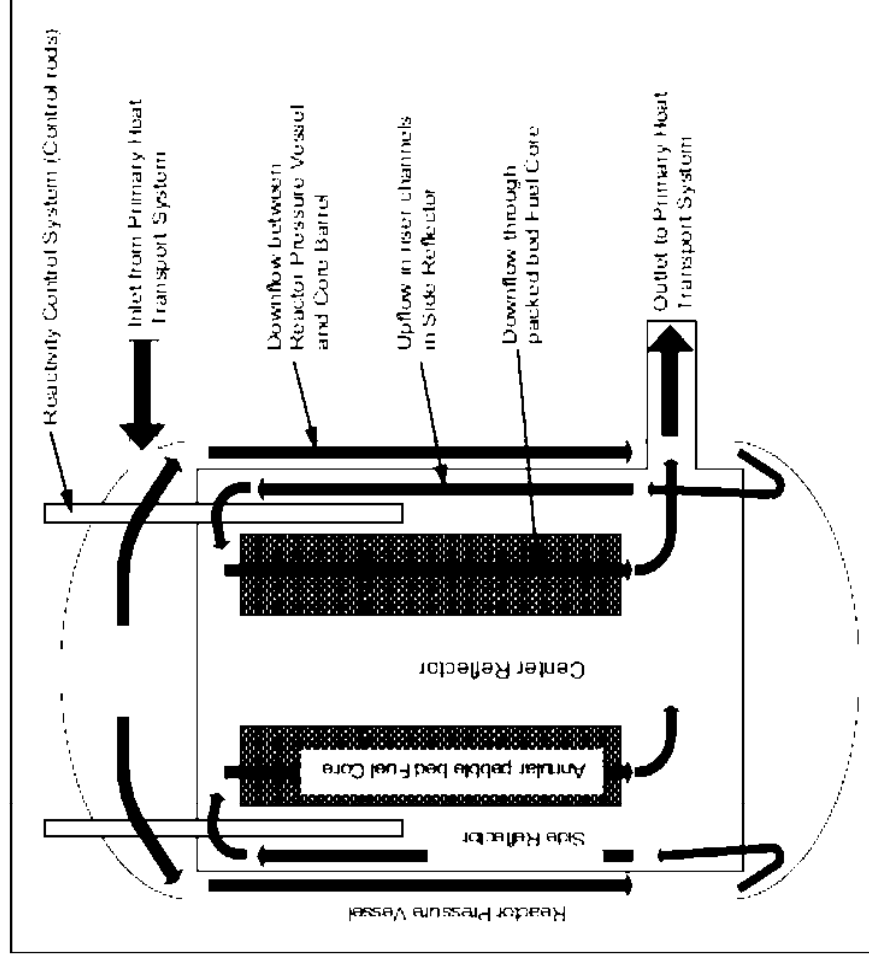 Reactivity Control System (Control rods)
Inlet from Primary Heat
Transport System
Downflow between
Reactor Pressure Vessel
and Core Barrel
Upflow in riser channels
in Side Reflector
Downflow through
packed bed Fuel Core
Outlet to Primary Heat
Transport System
Center Reflector
Annular pebble bed Fuel Core
Side Reflector
Reactor Pressure Vessel